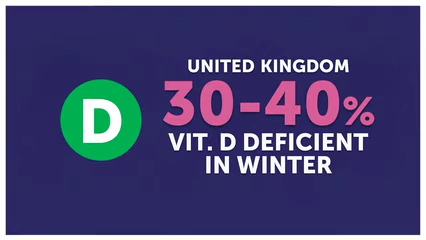 D
UNITED KINGDOM
30-40%
VIT. D DEFICIENT
IN WINTER